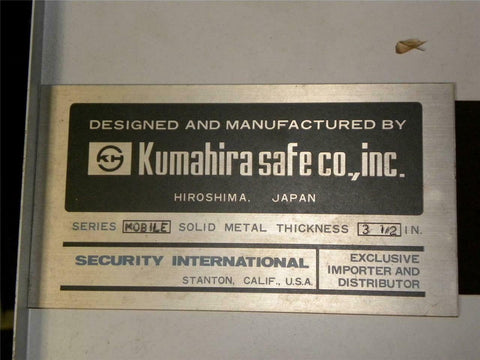 DESIGNED AND MANUFACTURED BY
Kumahira safe co., inc.
HIROSHIMA, JAPAN
SERIES MOBILE SOLID METAL THICKNESS 3 1/2 IN.
SECURITY INTERNATIONAL
STANTON, CALIF., U.S.A.
EXCLUSIVE
IMPORTER AND
DISTRIBUTOR